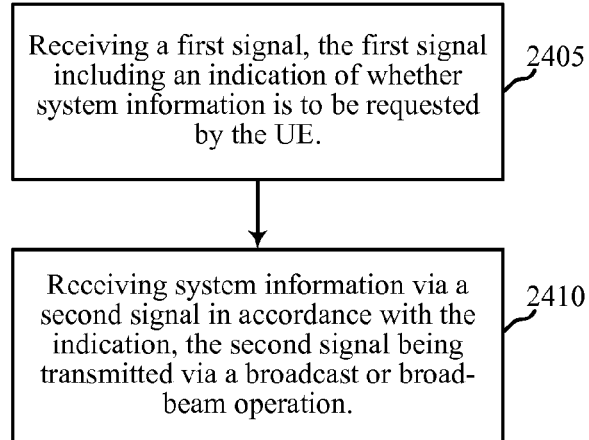 Receiving a first signal, the first signal
including an indication of whether
system information is to be requested
by the UE.
2405
Receiving system information via a
second signal in accordance with the
indication, the second signal being
transmitted via a broadcast or broad-
beam operation.
2410